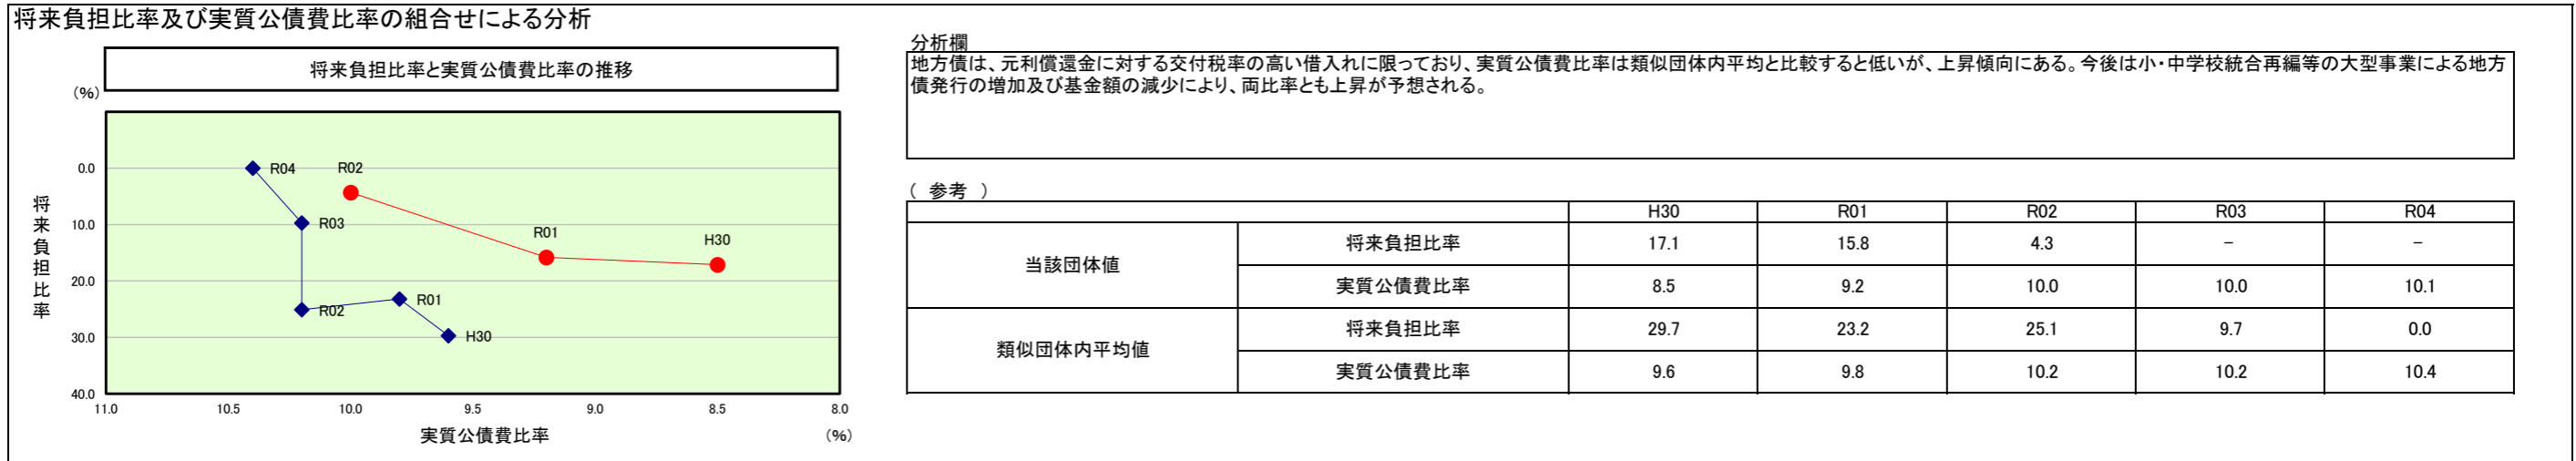 将来負担比率及び実質公債費比率の組合せによる分析
将来負担比率と実質公債費比率の推移
(%)
0.0
10.0
20.0
30.0
40.0
将来負担比率
11.0 10.5 10.0 9.5 9.0 8.5 8.0
実質公債費比率 (%)
R04
R03
R02
R01
H30
R02
R01
H30
分析欄
地方債は、元利償還金に対する交付税率の高い借入れに限っており、実質公債費比率は類似団体内平均と比較すると低いが、上昇傾向にある。今後は小・中学校統合再編等の大型事業による地方
債発行の増加及び基金額の減少により、両比率とも上昇が予想される。
( 参考 )
H30 R01 R02 R03 R04
当該団体値
将来負担比率 17.1 15.8 4.3 － －
実質公債費比率 8.5 9.2 10.0 10.0 10.1
類似団体内平均値
将来負担比率 29.7 23.2 25.1 9.7 0.0
実質公債費比率 9.6 9.8 10.2 10.2 10.4